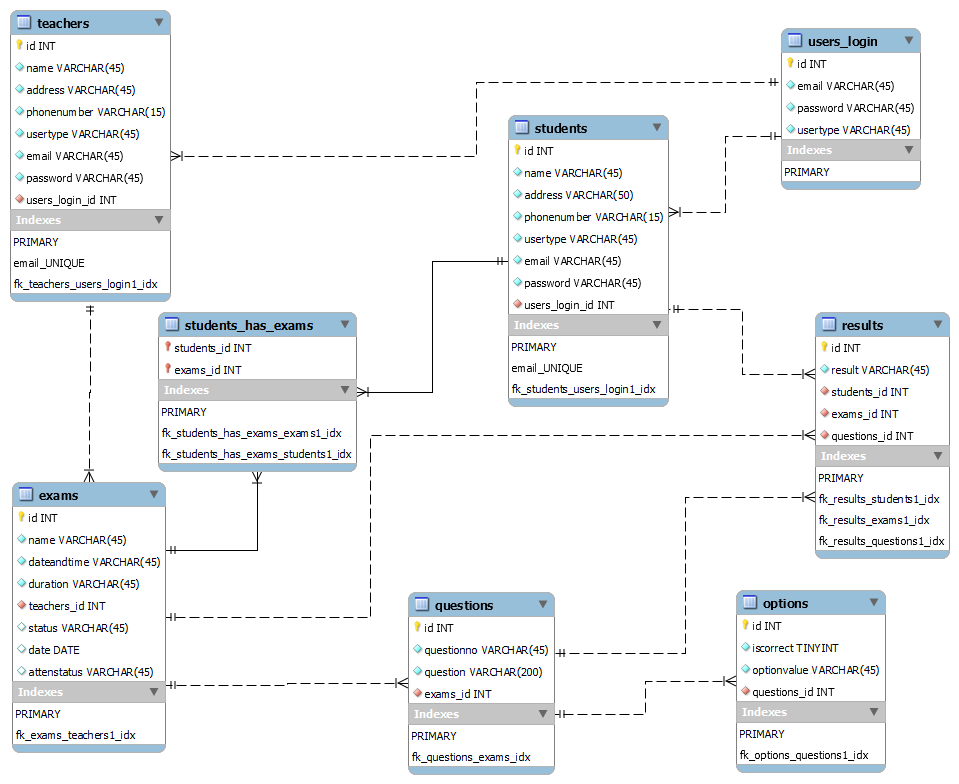 teachers
id INT
name VARCHAR(45)
address VARCHAR(45)
phonenumber VARCHAR(15)
usertype VARCHAR(45)
email VARCHAR(45)
password VARCHAR(45)
users_login_id INT
Indexes
PRIMARY
email_UNIQUE
fk_teachers_users_login1_idx
users_login
id INT
email VARCHAR(45)
password VARCHAR(45)
usertype VARCHAR(45)
Indexes
PRIMARY
students
id INT
name VARCHAR(45)
address VARCHAR(50)
phonenumber VARCHAR(15)
usertype VARCHAR(45)
email VARCHAR(45)
password VARCHAR(45)
users_login_id INT
Indexes
PRIMARY
email_UNIQUE
fk_students_users_login1_idx
students_has_exams
students_id INT
exams_id INT
Indexes
PRIMARY
fk_students_has_exams_exams1_idx
fk_students_has_exams_students1_idx
results
id INT
result VARCHAR(45)
students_id INT
exams_id INT
questions_id INT
Indexes
PRIMARY
fk_results_students1_idx
fk_results_exams1_idx
fk_results_questions1_idx
exams
id INT
name VARCHAR(45)
dateandtime VARCHAR(45)
duration VARCHAR(45)
teachers_id INT
status VARCHAR(45)
date DATE
attenstatus VARCHAR(45)
Indexes
PRIMARY
fk_exams_teachers1_idx
questions
id INT
questionno VARCHAR(45)
question VARCHAR(200)
exams_id INT
Indexes
PRIMARY
fk_questions_exams_idx
options
id INT
iscorrect TINYINT
optionvalue VARCHAR(45)
questions_id INT
Indexes
PRIMARY
fk_options_questions1_idx